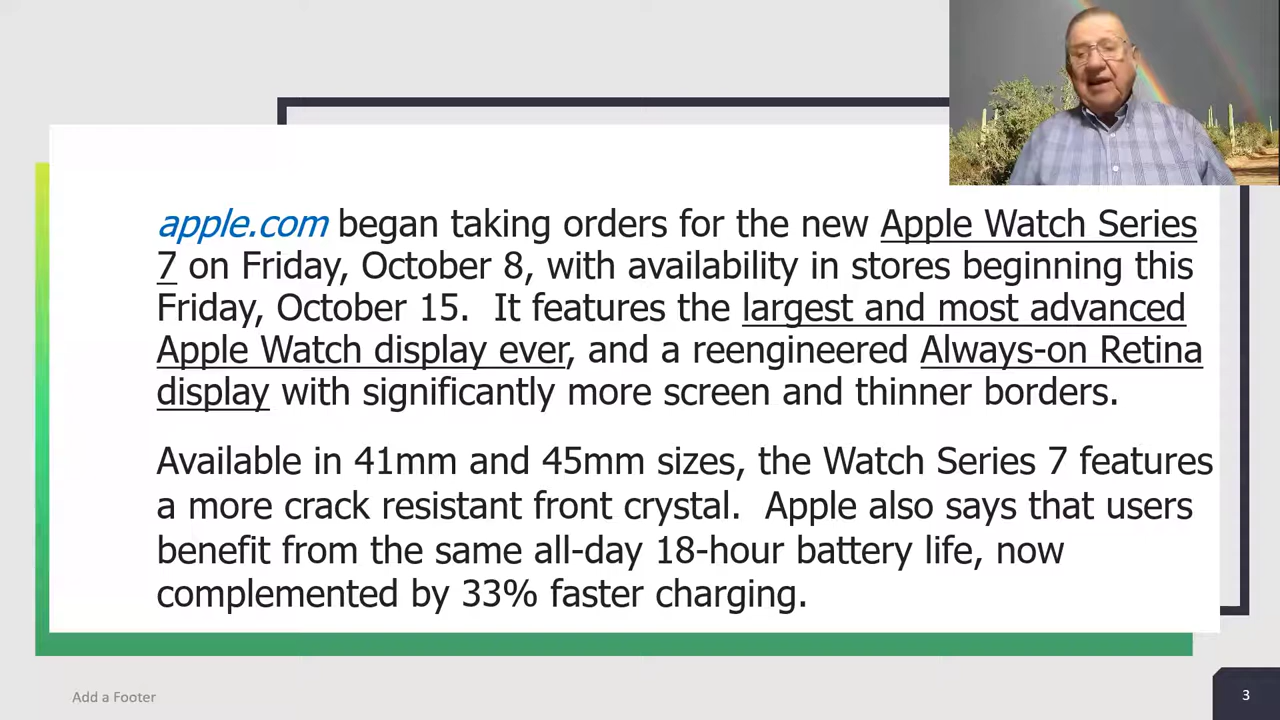 apple.com began taking orders for the new Apple Watch Series
7 on Friday, October 8, with availability in stores beginning this
Friday, October 15.  It features the largest and most advanced
Apple Watch display ever, and a reengineered Always-on Retina
display with significantly more screen and thinner borders.
Available in 41mm and 45mm sizes, the Watch Series 7 features
a more crack resistant front crystal.  Apple also says that users
benefit from the same all-day 18-hour battery life, now
complemented by 33% faster charging.
Add a Footer
3